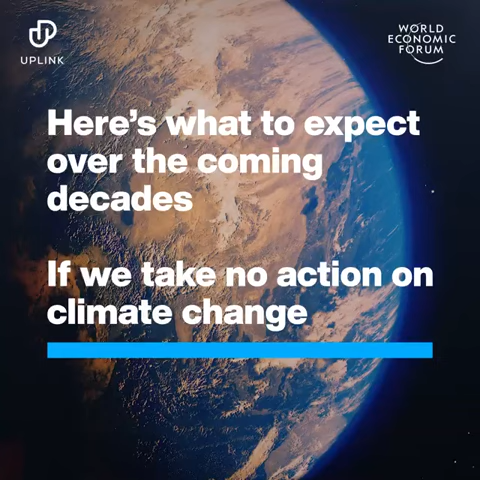 UPLINK
WORLD
ECONOMIC
FORUM
Here's what to expect
over the coming
decades
If we take no action on
climate change